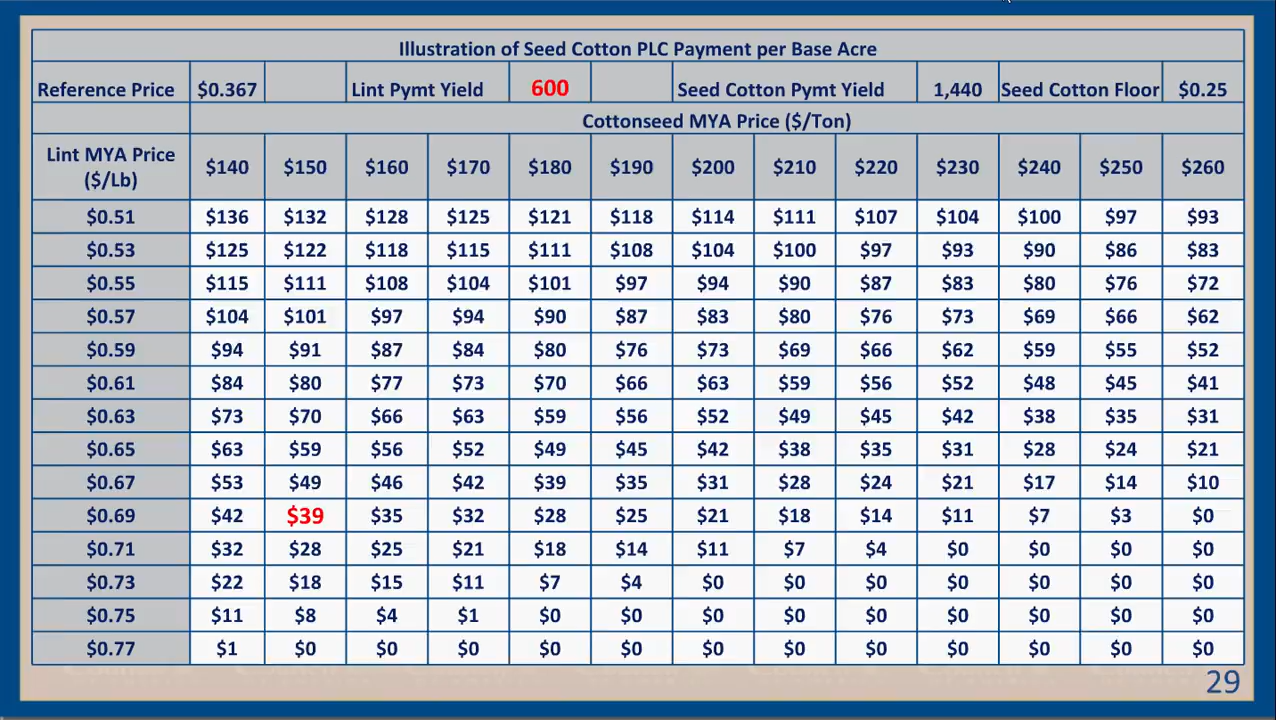 Illustration of Seed Cotton PLC Payment per Base Acre
Reference Price $0.367 Lint Pymt Yield 600 Seed Cotton Pymt Yield 1,440 Seed Cotton Floor $0.25
Cottonseed MYA Price ($/Ton)
Lint MYA Price
($/Lb) $140 $150 $160 $170 $180 $190 $200 $210 $220 $230 $240 $250 $260
$0.51 $136 $132 $128 $125 $121 $118 $114 $111 $107 $104 $100 $97 $93
$0.53 $125 $122 $118 $115 $111 $108 $104 $100 $97 $93 $90 $86 $83
$0.55 $115 $111 $108 $104 $101 $97 $94 $90 $87 $83 $80 $76 $72
$0.57 $104 $101 $97 $94 $90 $87 $83 $80 $76 $73 $69 $66 $62
$0.59 $94 $91 $87 $84 $80 $76 $73 $69 $66 $62 $59 $55 $52
$0.61 $84 $80 $77 $73 $70 $66 $63 $59 $56 $52 $48 $45 $41
$0.63 $73 $70 $66 $63 $59 $56 $52 $49 $45 $42 $38 $35 $31
$0.65 $63 $59 $56 $52 $49 $45 $42 $38 $35 $31 $28 $24 $21
$0.67 $53 $49 $46 $42 $39 $35 $31 $28 $24 $21 $17 $14 $10
$0.69 $42 $39 $35 $32 $28 $25 $21 $18 $14 $11 $7 $3 $0
$0.71 $32 $28 $25 $21 $18 $14 $11 $7 $4 $0 $0 $0 $0
$0.73 $22 $18 $15 $11 $7 $4 $0 $0 $0 $0 $0 $0 $0
$0.75 $11 $8 $4 $1 $0 $0 $0 $0 $0 $0 $0 $0 $0
$0.77 $1 $0 $0 $0 $0 $0 $0 $0 $0 $0 $0 $0 $0
29